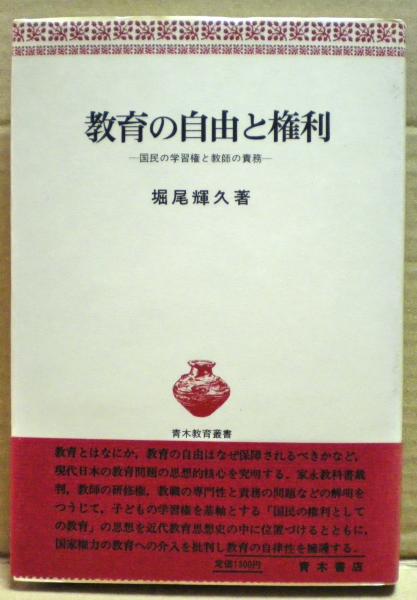 教育の自由と権利
—国民の学習権と教師の責務—
堀尾輝久著
青木教育叢書
教育とはなにか，教育の自由はなぜ保障されるべきかなど，
現代日本の教育問題の思想的核心を究明する。家永教科書裁
判，教師の研修権，教職の専門性と責務の問題などの解明を
つうじて，子どもの学習権を基軸とする「国民の権利として
の教育」の思想を近代教育思想史の中に位置づけるとともに，
国家権力の教育への介入を批判し教育の自律性を擁護する。
定価1300円 青木書店